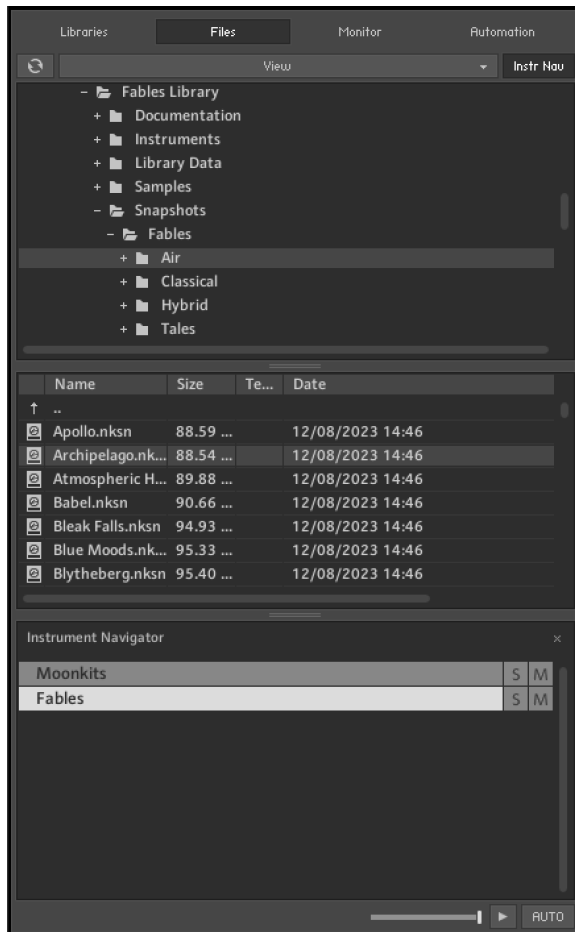 Libraries Files Monitor Automation
View Instr Nav
– Fables Library
+ Documentation
+ Instruments
+ Library Data
+ Samples
– Snapshots
– Fables
+ Air
+ Classical
+ Hybrid
+ Tales
Name Size Te... Date
↑ ..
Apollo.nksn 88.59 ... 12/08/2023 14:46
Archipelago.nk... 88.54 ... 12/08/2023 14:46
Atmospheric H... 89.88 ... 12/08/2023 14:46
Babel.nksn 90.66 ... 12/08/2023 14:46
Bleak Falls.nksn 94.93 ... 12/08/2023 14:46
Blue Moods.nk... 95.33 ... 12/08/2023 14:46
Blytheberg.nksn 95.40 ... 12/08/2023 14:46
Instrument Navigator ×
Moonkits S M
Fables S M
AUTO